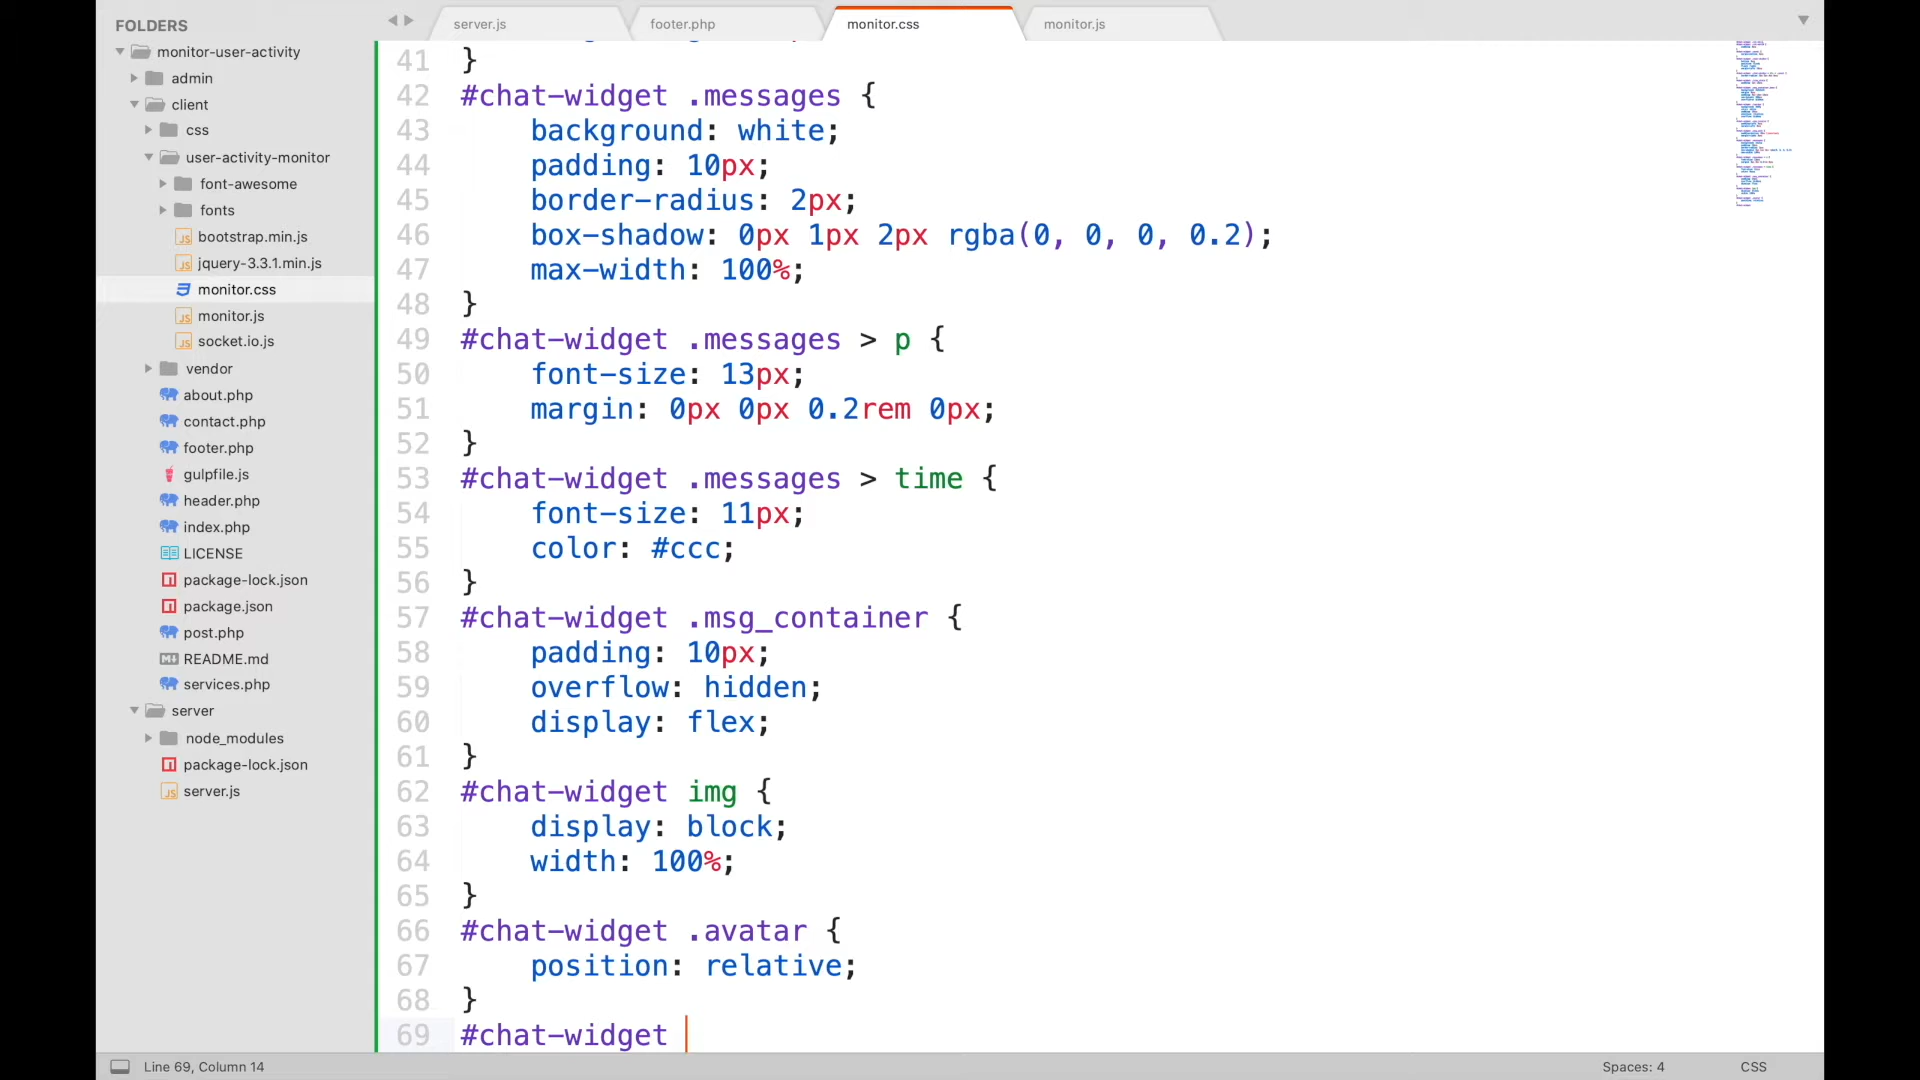 FOLDERS
monitor-user-activity
admin
client
css
user-activity-monitor
font-awesome
fonts
bootstrap.min.js
jquery-3.3.1.min.js
monitor.css
monitor.js
socket.io.js
vendor
about.php
contact.php
footer.php
gulpfile.js
header.php
index.php
LICENSE
package-lock.json
package.json
post.php
README.md
services.php
server
node_modules
package-lock.json
server.js
server.js
footer.php
monitor.css
monitor.js
41 }
42 #chat-widget .messages {
43 background: white;
44 padding: 10px;
45 border-radius: 2px;
46 box-shadow: 0px 1px 2px rgba(0, 0, 0, 0.2);
47 max-width: 100%;
48 }
49 #chat-widget .messages > p {
50 font-size: 13px;
51 margin: 0px 0px 0.2rem 0px;
52 }
53 #chat-widget .messages > time {
54 font-size: 11px;
55 color: #ccc;
56 }
57 #chat-widget .msg_container {
58 padding: 10px;
59 overflow: hidden;
60 display: flex;
61 }
62 #chat-widget img {
63 display: block;
64 width: 100%;
65 }
66 #chat-widget .avatar {
67 position: relative;
68 }
69 #chat-widget
Line 69, Column 14
Spaces: 4
CSS